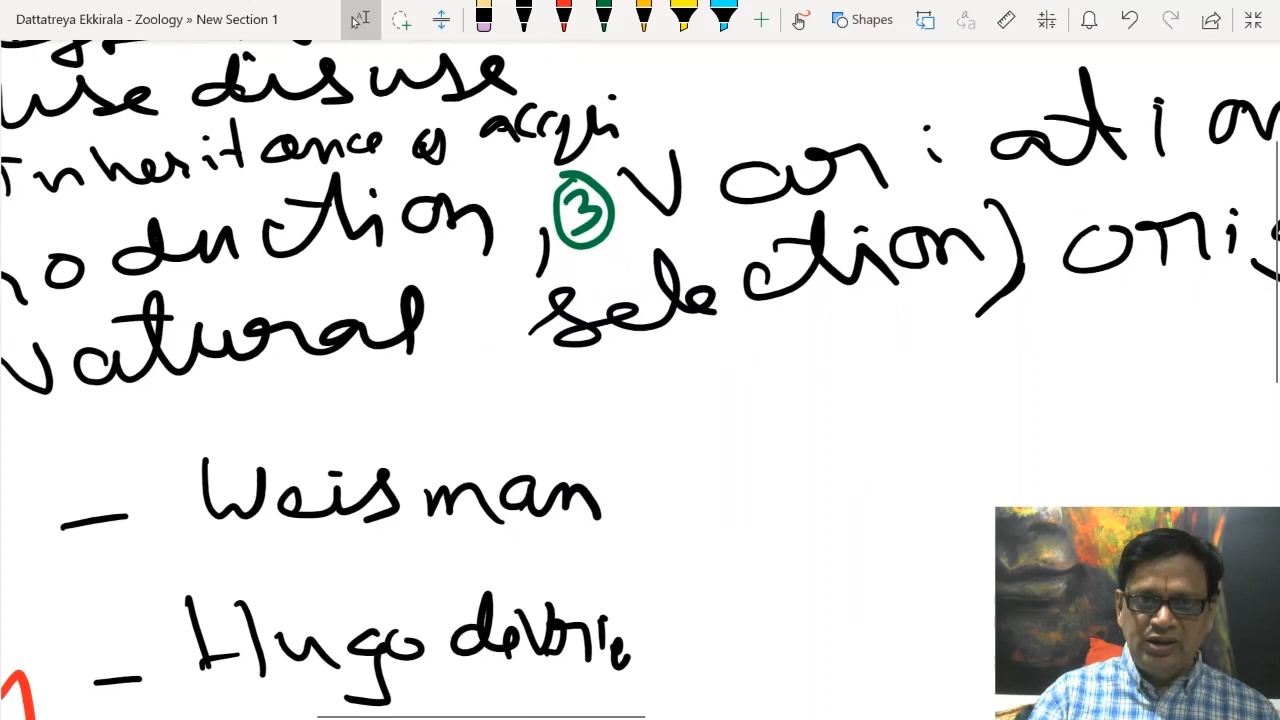 Dattatreya Ekkirala - Zoology » New Section 1
Shapes
use disuse
Inheritance of acqui
oduction, ③ Variation
Natural selection) orig
— Weisman
— Hugo devrie